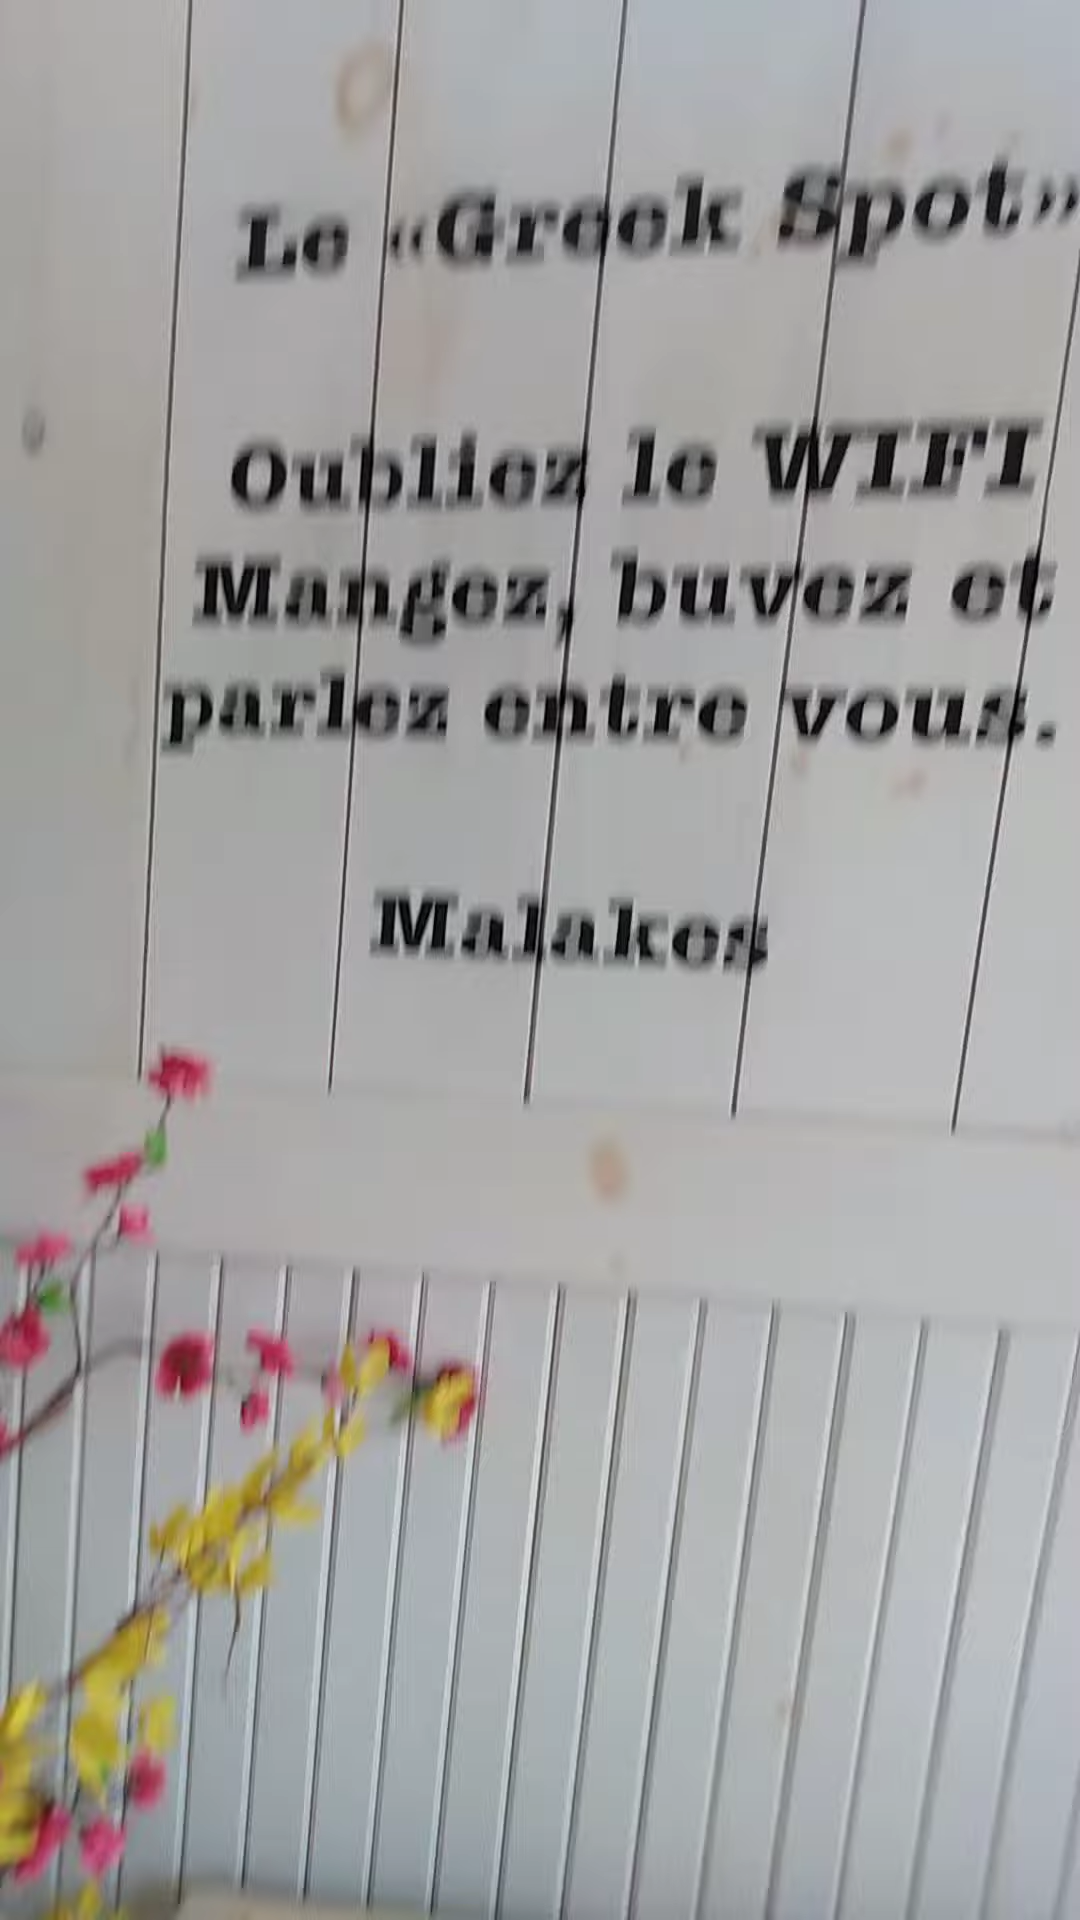 Le «Greek Spot»
Oubliez le WIFI
Mangez, buvez et
parlez entre vous.
Malakes